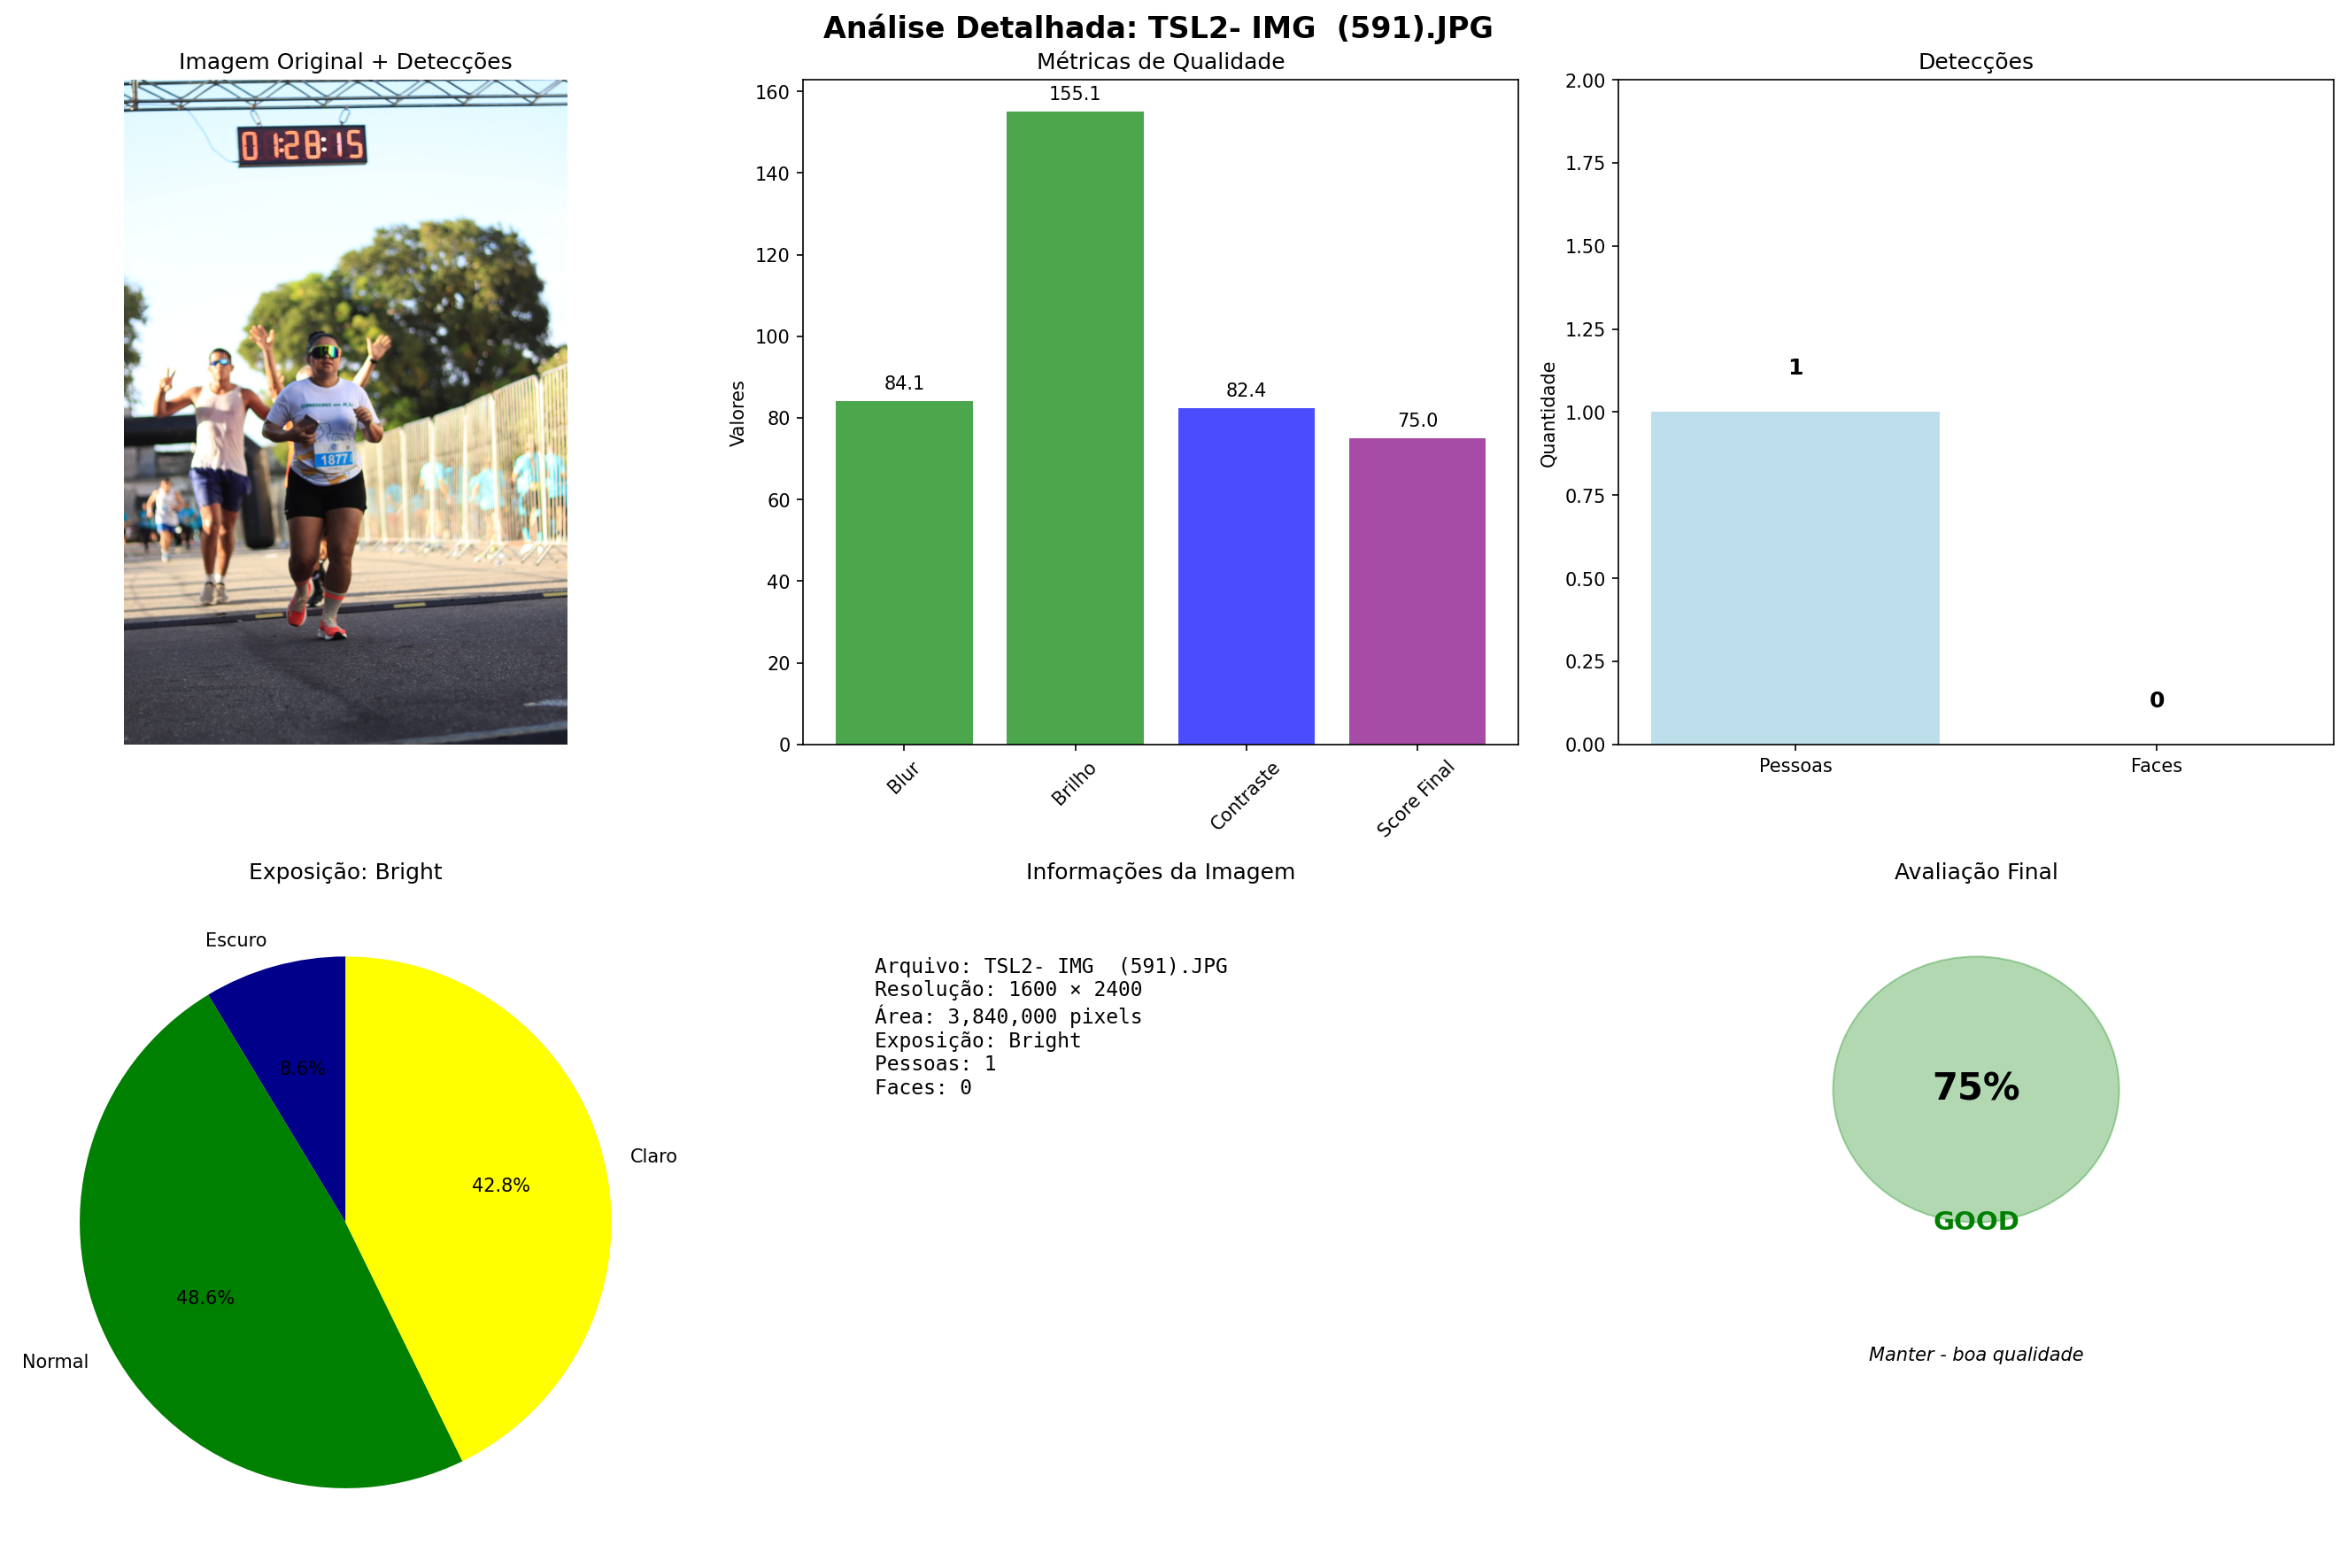 Análise Detalhada: TSL2- IMG  (591).JPG
Imagem Original + Detecções
01:28:15
1877
Métricas de Qualidade
Valores
160
140
120
100
80
60
40
20
0
84.1
155.1
82.4
75.0
Blur
Brilho
Contraste
Score Final
Detecções
Quantidade
2.00
1.75
1.50
1.25
1.00
0.75
0.50
0.25
0.00
1
0
Pessoas
Faces
Exposição: Bright
Escuro
8.6%
Claro
42.8%
48.6%
Normal
Informações da Imagem
Arquivo: TSL2- IMG  (591).JPG
Resolução: 1600 × 2400
Área: 3,840,000 pixels
Exposição: Bright
Pessoas: 1
Faces: 0
Avaliação Final
75%
GOOD
Manter - boa qualidade